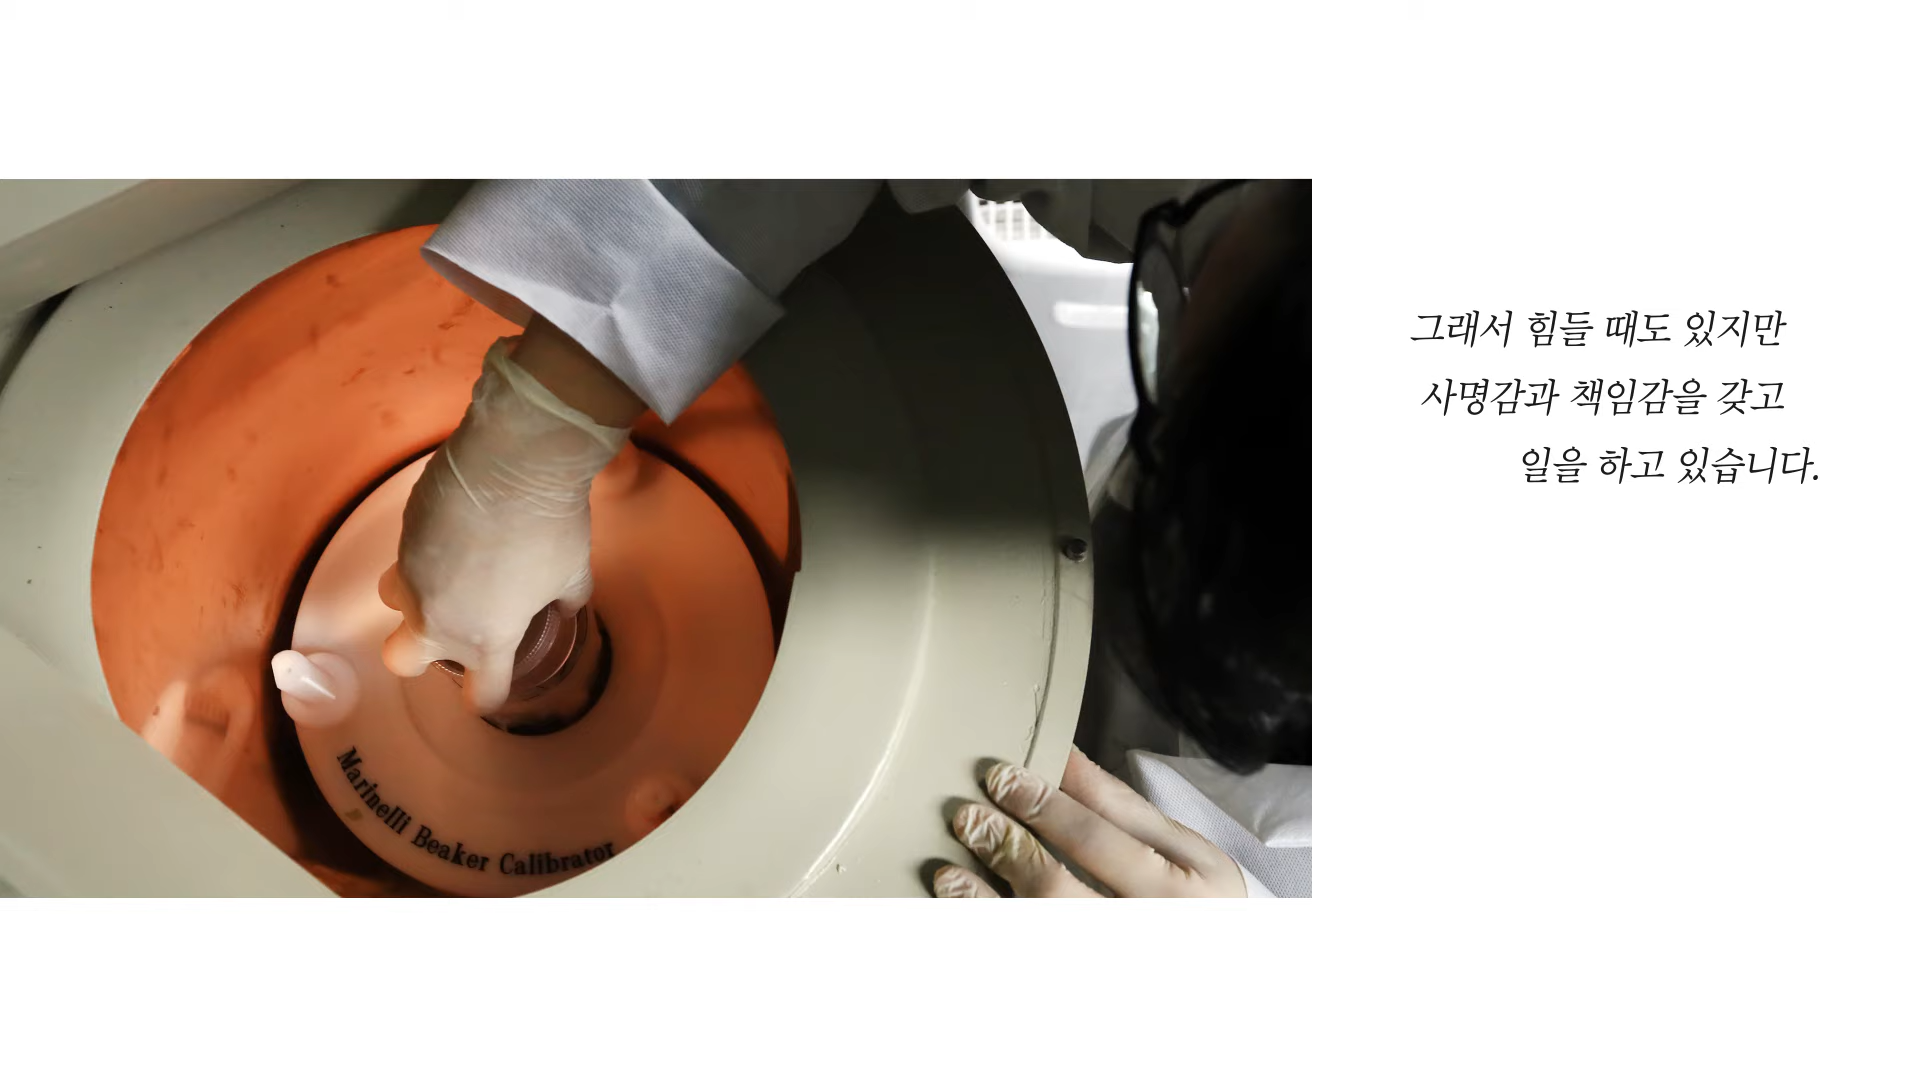 그래서 힘들 때도 있지만
사명감과 책임감을 갖고
일을 하고 있습니다.
Marinelli Beaker Calibrator